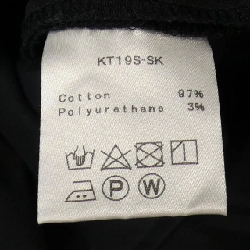 KT19S-SK
Cotton 97%
Polyurethane 3%
P W